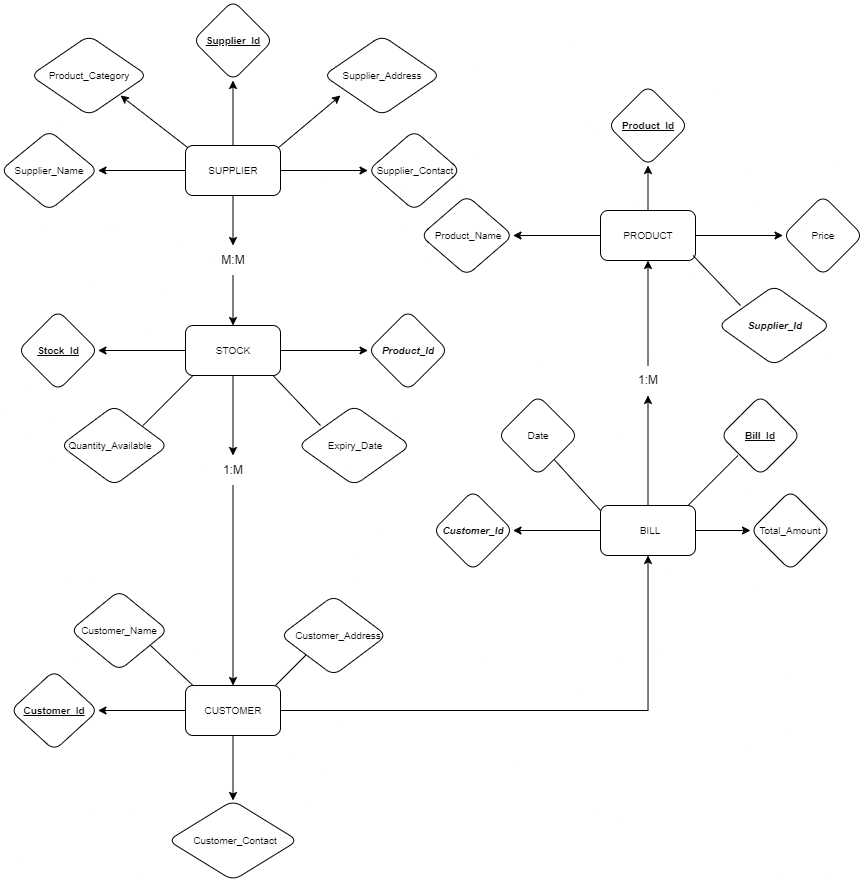 Supplier_Id
Product_Category
Supplier_Address
Supplier_Name
SUPPLIER
Supplier_Contact
M:M
Stock_Id
STOCK
Product_Id
Quantity_Available
Expiry_Date
1:M
Customer_Name
Customer_Address
Customer_Id
CUSTOMER
Customer_Contact
Product_Id
Product_Name
PRODUCT
Price
Supplier_Id
1:M
Date
Bill_Id
Customer_Id
BILL
Total_Amount